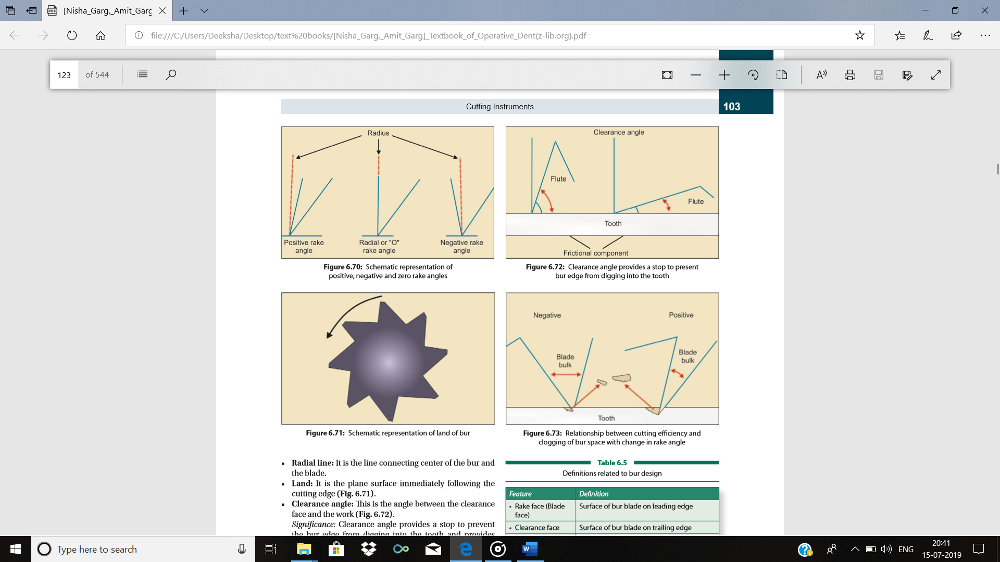 [Nisha_Garg,_Amit_Garg
file:///C:/Users/Deeksha/Desktop/text%20books/[Nisha_Garg,_Amit_Garg]_Textbook_of_Operative_Dent(z-lib.org).pdf
123 of 544
Cutting Instruments
103
Radius
Positive rake
angle
Radial or "O"
rake angle
Negative rake
angle
Figure 6.70: Schematic representation of
positive, negative and zero rake angles
Clearance angle
Flute
Flute
Tooth
Frictional component
Figure 6.72: Clearance angle provides a stop to present
bur edge from digging into the tooth
Figure 6.71: Schematic representation of land of bur
Negative
Positive
Blade
bulk
Blade
bulk
Tooth
Figure 6.73: Relationship between cutting efficiency and
clogging of bur space with change in rake angle
• Radial line: It is the line connecting center of the bur and
the blade.
• Land: It is the plane surface immediately following the
cutting edge (Fig. 6.71).
• Clearance angle: This is the angle between the clearance
face and the work (Fig. 6.72).
Significance: Clearance angle provides a stop to prevent
the bur edge from digging into the tooth and provides
Table 6.5
Definitions related to bur design
Feature Definition
• Rake face (Blade Surface of bur blade on leading edge
face)
• Clearance face Surface of bur blade on trailing edge
Type here to search
ENG
20:41
15-07-2019